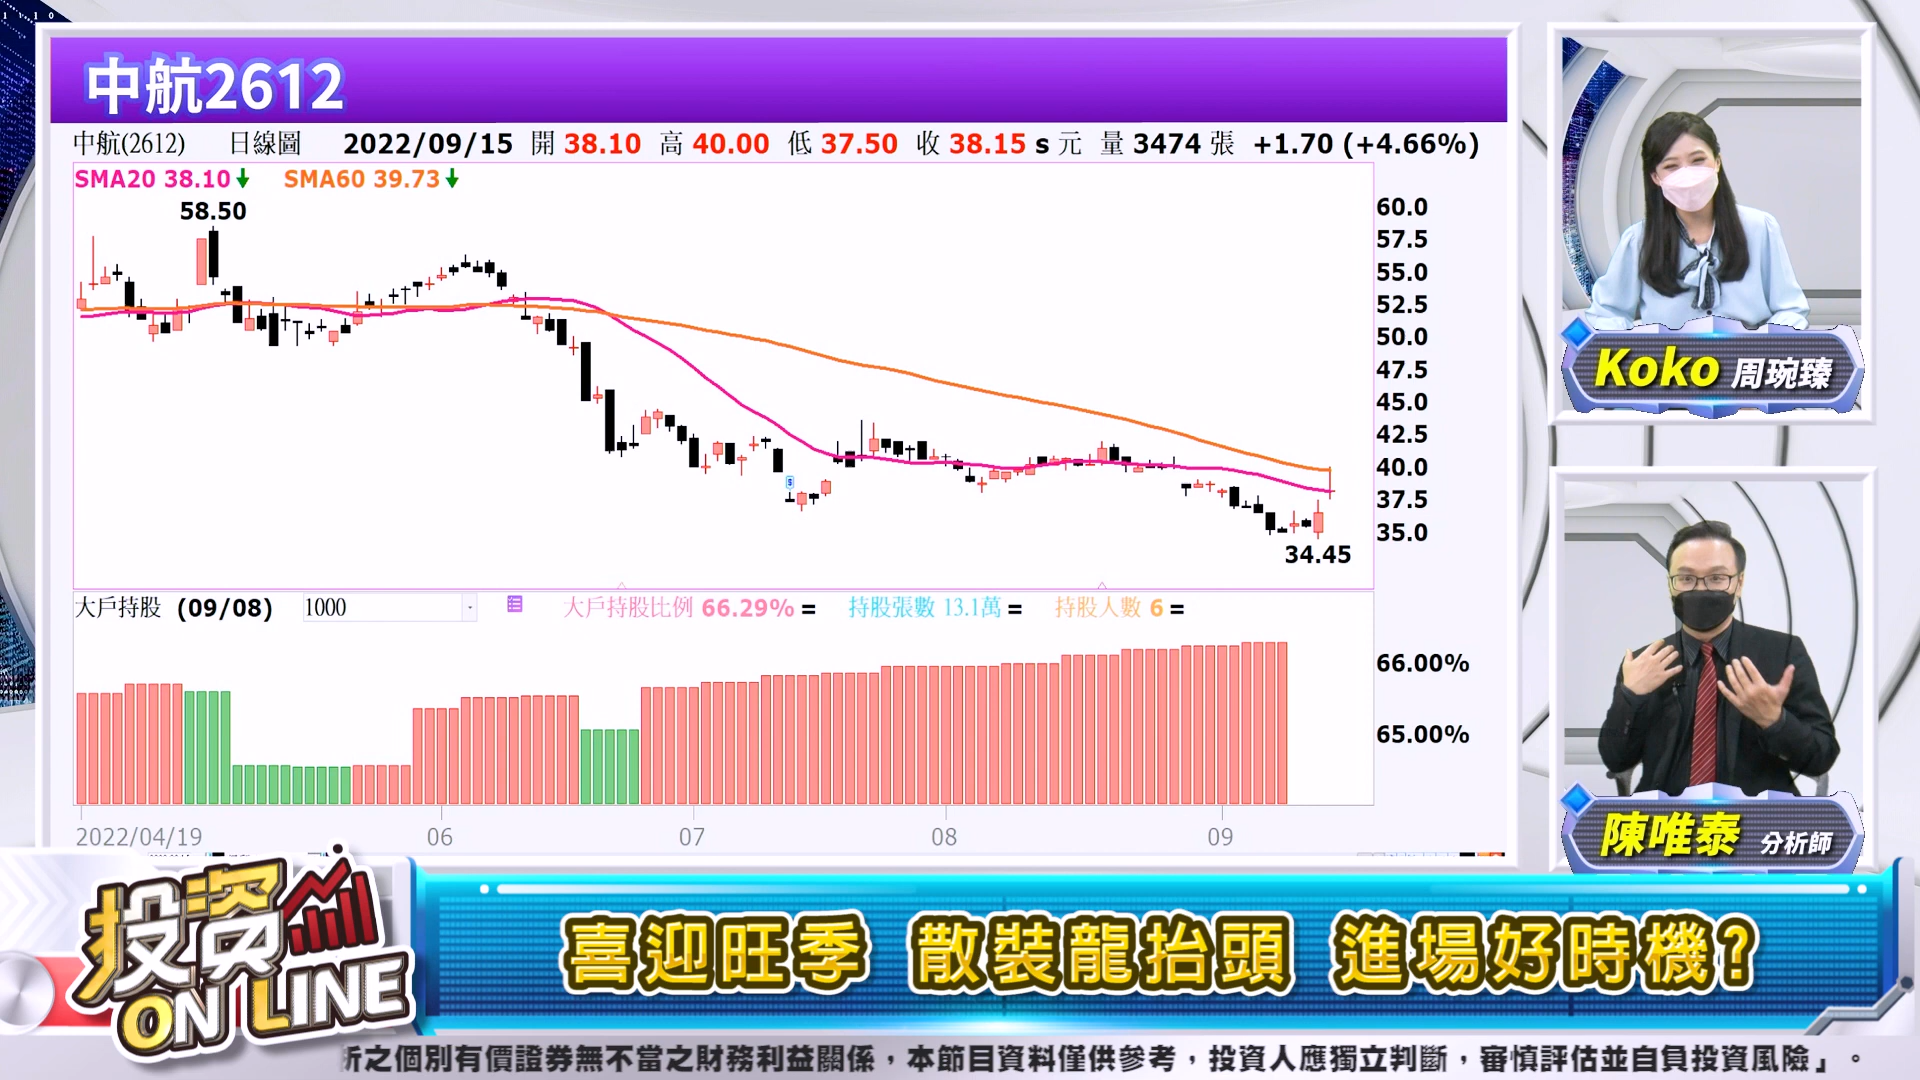 中航2612
中航(2612) 日線圖 2022/09/15 開 38.10 高 40.00 低 37.50 收 38.15 s 元 量 3474 張 +1.70 (+4.66%)
SMA20 38.10↓ SMA60 39.73↓
58.50
60.0
57.5
55.0
52.5
50.0
47.5
45.0
42.5
40.0
37.5
35.0
34.45
大戶持股 (09/08) 1000 大戶持股比例 66.29% = 持股張數 13.1萬 = 持股人數 6 =
66.00%
65.00%
2022/04/19 06 07 08 09
Koko 周琬臻
陳唯泰 分析師
投資
ON LINE
喜迎旺季 散裝龍抬頭 進場好時機?
之個別有價證券無不當之財務利益關係，本節目資料僅供參考，投資人應獨立判斷，審慎評估並自負投資風險」。